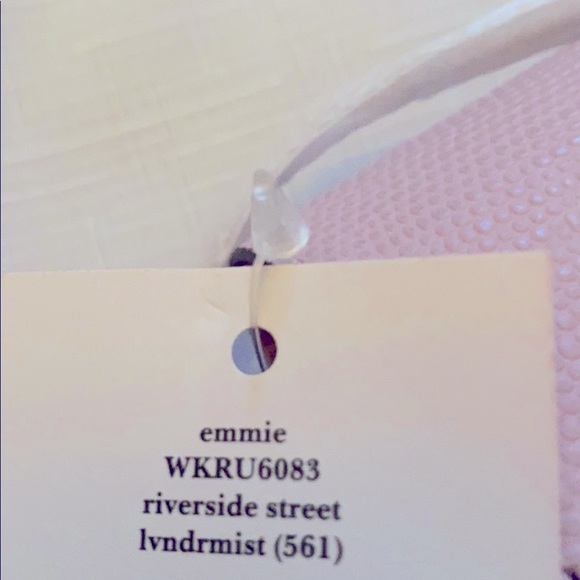 emmie
WKRU6083
riverside street
lvndrmist (561)